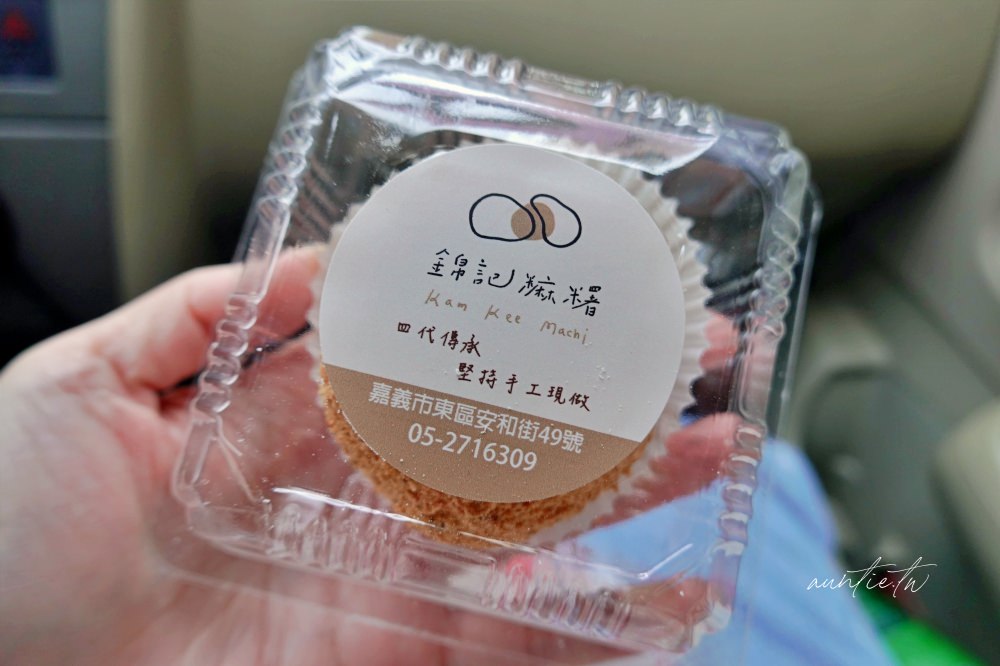 錦記麻糬
Kam Kee Machi
四代傳承
堅持手工現做
嘉義市東區安和街49號
05-2716309
auntie.tw